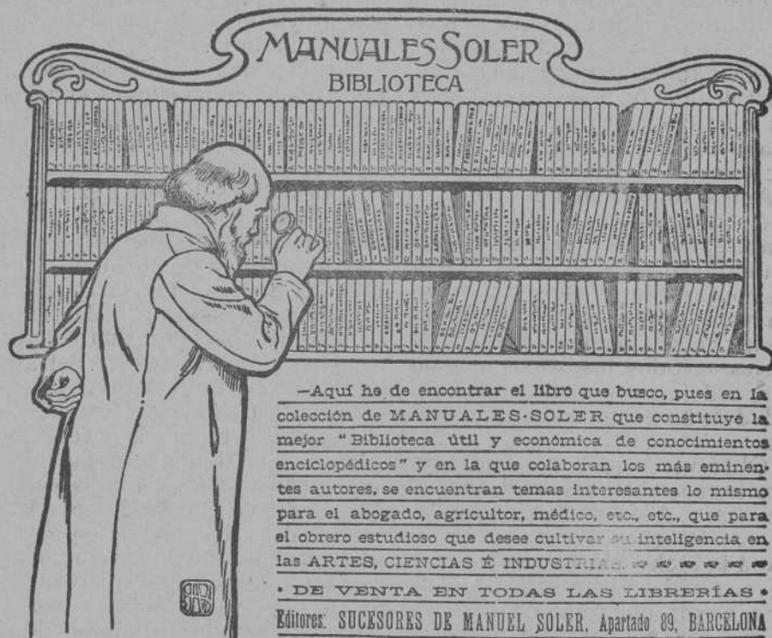 MANUALES SOLER
BIBLIOTECA
—Aquí he de encontrar el libro que busco, pues en la
colección de MANUALES-SOLER que constituye la
mejor "Biblioteca útil y económica de conocimientos
enciclopédicos" y en la que colaboran los más eminen-
tes autores, se encuentran temas interesantes lo mismo
para el abogado, agricultor, médico, etc., etc., que para
el obrero estudioso que desee cultivar su inteligencia en
las ARTES, CIENCIAS É INDUSTRIAS.
• DE VENTA EN TODAS LAS LIBRERÍAS •
Editores: SUCESORES DE MANUEL SOLER, Apartado 89, BARCELONA